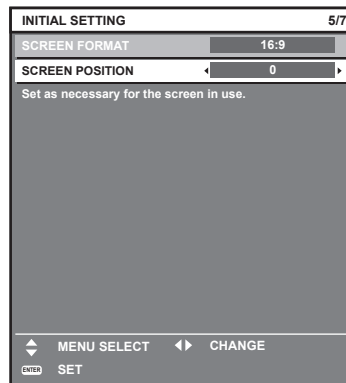 INITIAL SETTING 5/7
SCREEN FORMAT 16:9
SCREEN POSITION 0
Set as necessary for the screen in use.
MENU SELECT CHANGE
ENTER SET